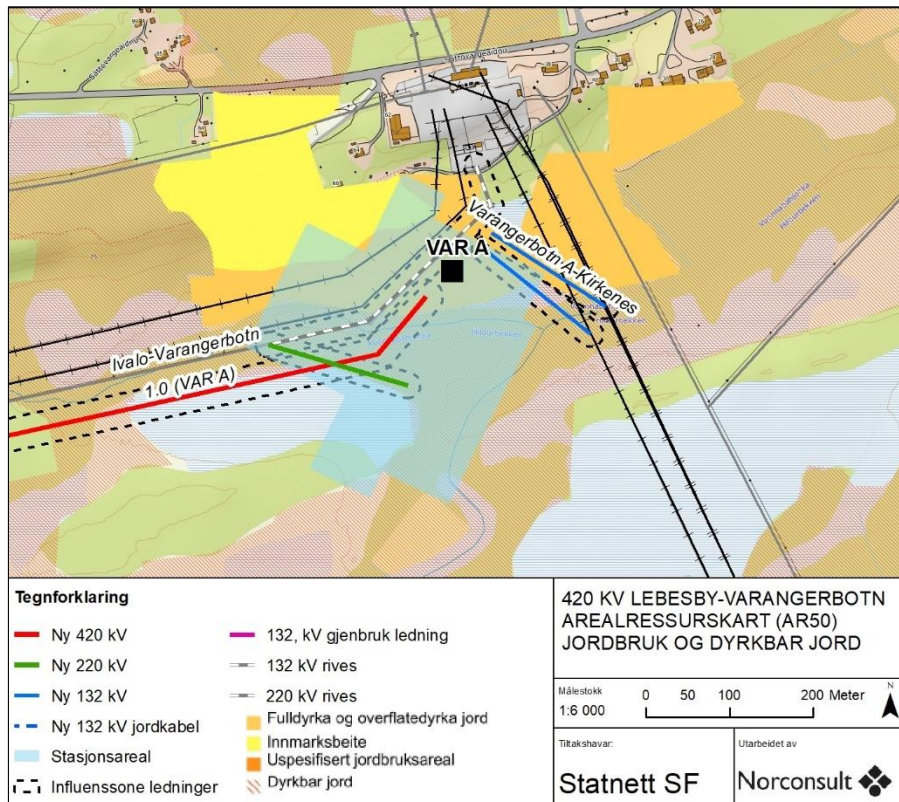 VAR A
Varangerbotn A-Kirkenes
Ivalo-Varangerbotn
1.0 (VAR A)
Tegnforklaring
Ny 420 kV
Ny 220 kV
Ny 132 kV
Ny 132 kV jordkabel
Stasjonsareal
Influenssone ledninger
132, kV gjenbruk ledning
132 kV rives
220 kV rives
Fulldyrka og overflatedyrka jord
Innmarksbeite
Uspesifisert jordbruksareal
Dyrkbar jord
420 KV LEBESBY-VARANGERBOTN
AREALRESSURSKART (AR50)
JORDBRUK OG DYRKBAR JORD
Målestokk
1:6 000
0 50 100 200 Meter
N
Tiltakshavar:
Statnett SF
Utarbeidet av
Norconsult